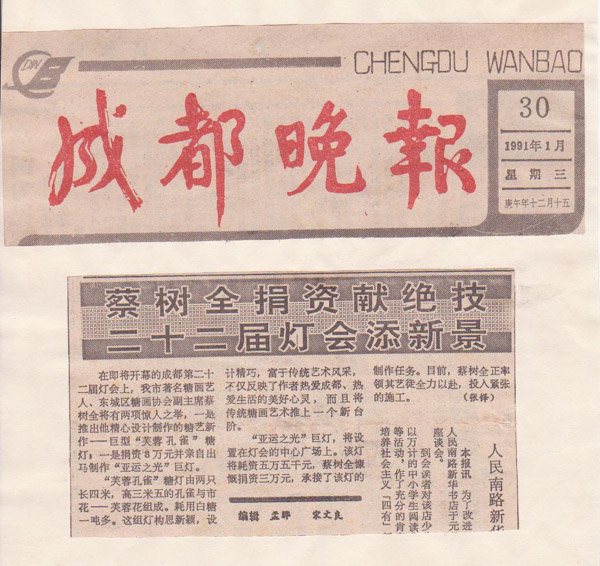 CHENGDU WANBAO
成都晚報
30
1991年1月
星期三
庚午年十二月十五
蔡树全捐资献绝技
二十二届灯会添新景
在即将开幕的成都第二十
二届灯会上，我市著名糖画艺
人、东城区糖画协会副主席蔡
树全将有两项惊人之举，一是
推出他精心设计制作的糖艺新
作——巨型“芙蓉孔雀”糖
灯；一是捐资3万元并亲自出
马制作“亚运之光”巨灯。
“芙蓉孔雀”糖灯由两只
长四米，高三米五的孔雀与市
花——芙蓉花组成。耗用白糖
一吨多。这组灯构思新颖，设
计精巧，富于传统艺术风采，
不仅反映了作者热爱成都、热
爱生活的美好心灵，而且将
传统糖画艺术推上一个新台
阶。
“亚运之光”巨灯，将设
置在灯会的中心广场上。该灯
将耗资五万五千元，蔡树全慷
慨捐资三万元，承接了该灯的
制作任务。目前，蔡树全正率
领其艺徒全力以赴，投入紧张
的施工。
（张锋）
编辑 孟骅 宋文良
人民南路新华
本报讯 为了改进
人民南路新华书店于元
座谈会。
到会读者对该店少
以万计的中小学生阅读
等活动，作了充分的肯
培养社会主义“四有”